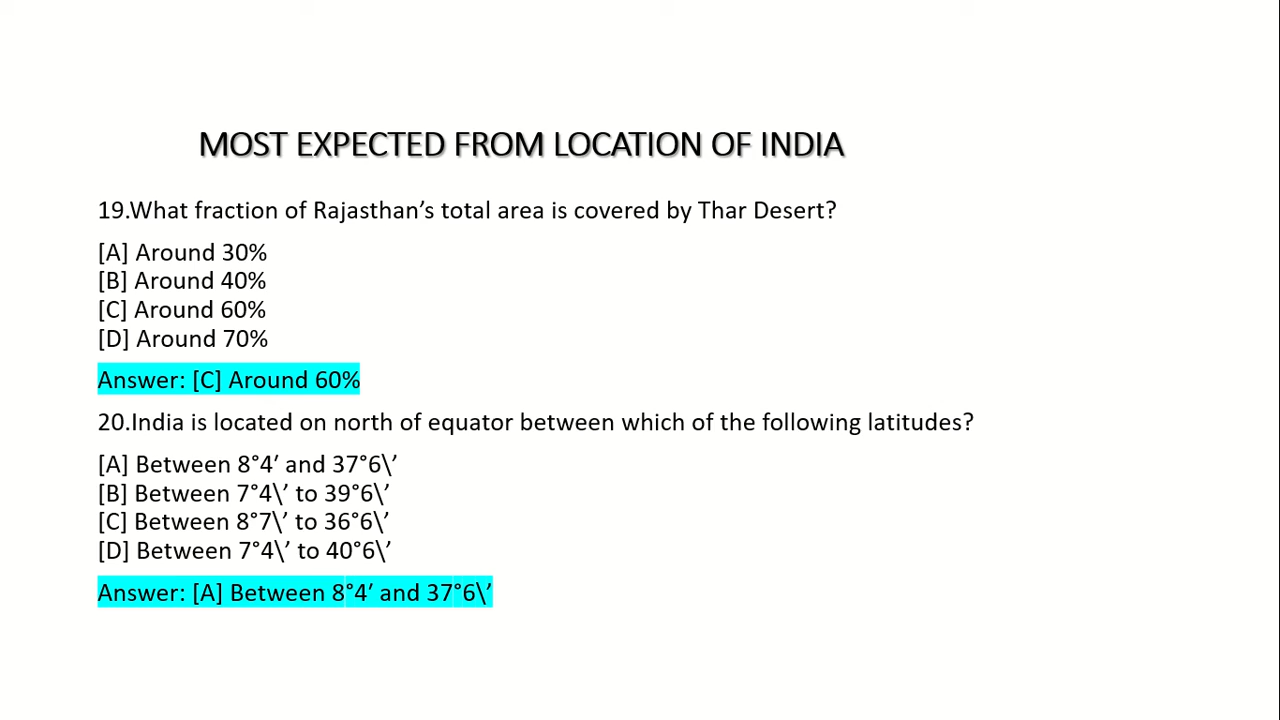 MOST EXPECTED FROM LOCATION OF INDIA
19.What fraction of Rajasthan’s total area is covered by Thar Desert?
[A] Around 30%
[B] Around 40%
[C] Around 60%
[D] Around 70%
Answer: [C] Around 60%
20.India is located on north of equator between which of the following latitudes?
[A] Between 8°4′ and 37°6\’
[B] Between 7°4\’ to 39°6\’
[C] Between 8°7\’ to 36°6\’
[D] Between 7°4\’ to 40°6\’
Answer: [A] Between 8°4′ and 37°6\’